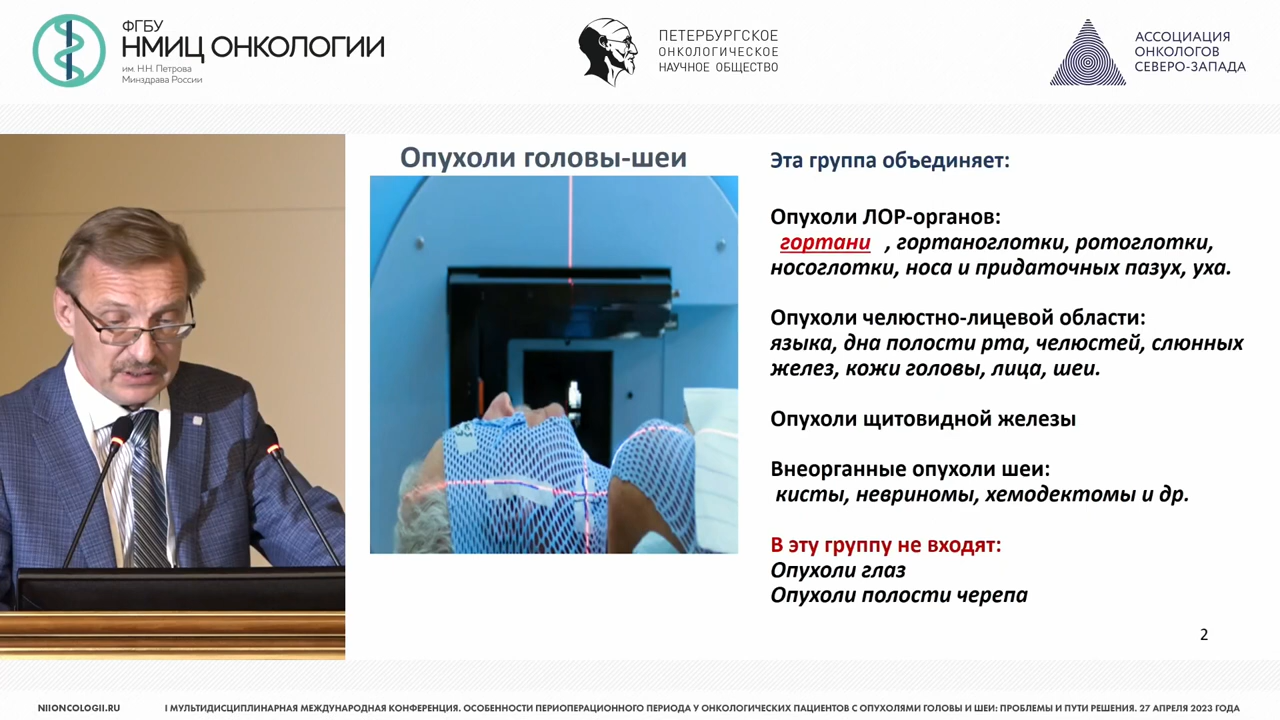 ФГБУ
НМИЦ ОНКОЛОГИИ
им. Н.Н. Петрова
Минздрава России
ПЕТЕРБУРГСКОЕ
ОНКОЛОГИЧЕСКОЕ
НАУЧНОЕ ОБЩЕСТВО
АССОЦИАЦИЯ
ОНКОЛОГОВ
СЕВЕРО-ЗАПАДА
Опухоли головы-шеи
Эта группа объединяет:
Опухоли ЛОР-органов:
гортани , гортаноглотки, ротоглотки,
носоглотки, носа и придаточных пазух, уха.
Опухоли челюстно-лицевой области:
языка, дна полости рта, челюстей, слюнных
желез, кожи головы, лица, шеи.
Опухоли щитовидной железы
Внеорганные опухоли шеи:
кисты, невриномы, хемодектомы и др.
В эту группу не входят:
Опухоли глаз
Опухоли полости черепа
2
NIIONCOLOGII.RU
I МУЛЬТИДИСЦИПЛИНАРНАЯ МЕЖДУНАРОДНАЯ КОНФЕРЕНЦИЯ. ОСОБЕННОСТИ ПЕРИОПЕРАЦИОННОГО ПЕРИОДА У ОНКОЛОГИЧЕСКИХ ПАЦИЕНТОВ С ОПУХОЛЯМИ ГОЛОВЫ И ШЕИ: ПРОБЛЕМЫ И ПУТИ РЕШЕНИЯ. 27 АПРЕЛЯ 2023 ГОДА